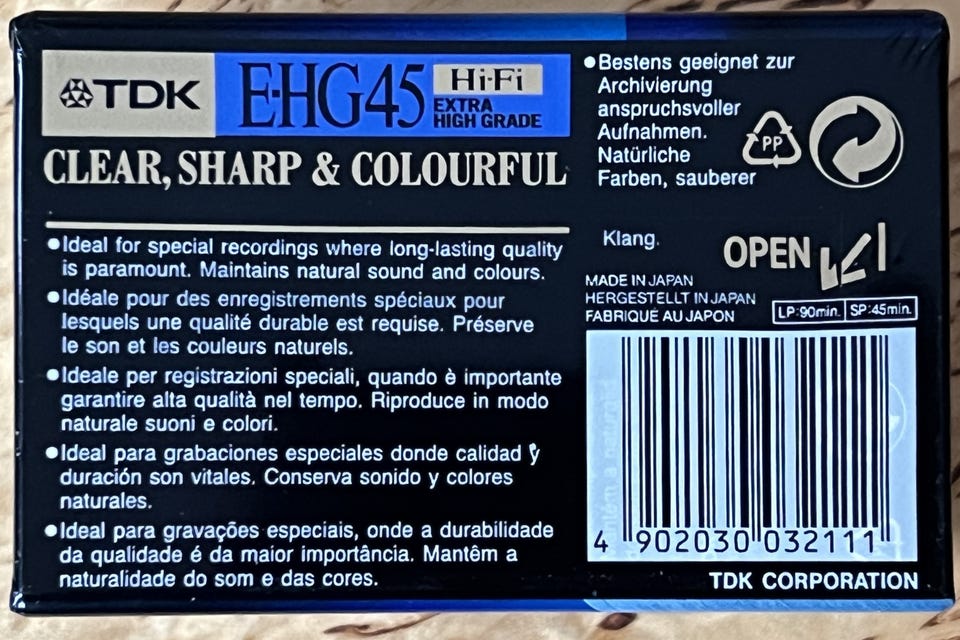 TDK
E-HG45
Hi-Fi
EXTRA
HIGH GRADE
CLEAR, SHARP & COLOURFUL
●Ideal for special recordings where long-lasting quality
is paramount. Maintains natural sound and colours.
●Idéale pour des enregistrements spéciaux pour
lesquels une qualité durable est requise. Préserve
le son et les couleurs naturels.
●Ideale per registrazioni speciali, quando è importante
garantire alta qualità nel tempo. Riproduce in modo
naturale suoni e colori.
●Ideal para grabaciones especiales donde calidad y
duración son vitales. Conserva sonido y colores
naturales.
●Ideal para gravações especiais, onde a durabilidade
da qualidade é da maior importância. Mantêm a
naturalidade do som e das cores.
●Bestens geeignet zur
Archivierung
anspruchsvoller
Aufnahmen.
Natürliche
Farben, sauberer
Klang.
PP
OPEN
MADE IN JAPAN
HERGESTELLT IN JAPAN
FABRIQUÉ AU JAPON
LP:90min. SP:45min.
4 902030 032111
TDK CORPORATION